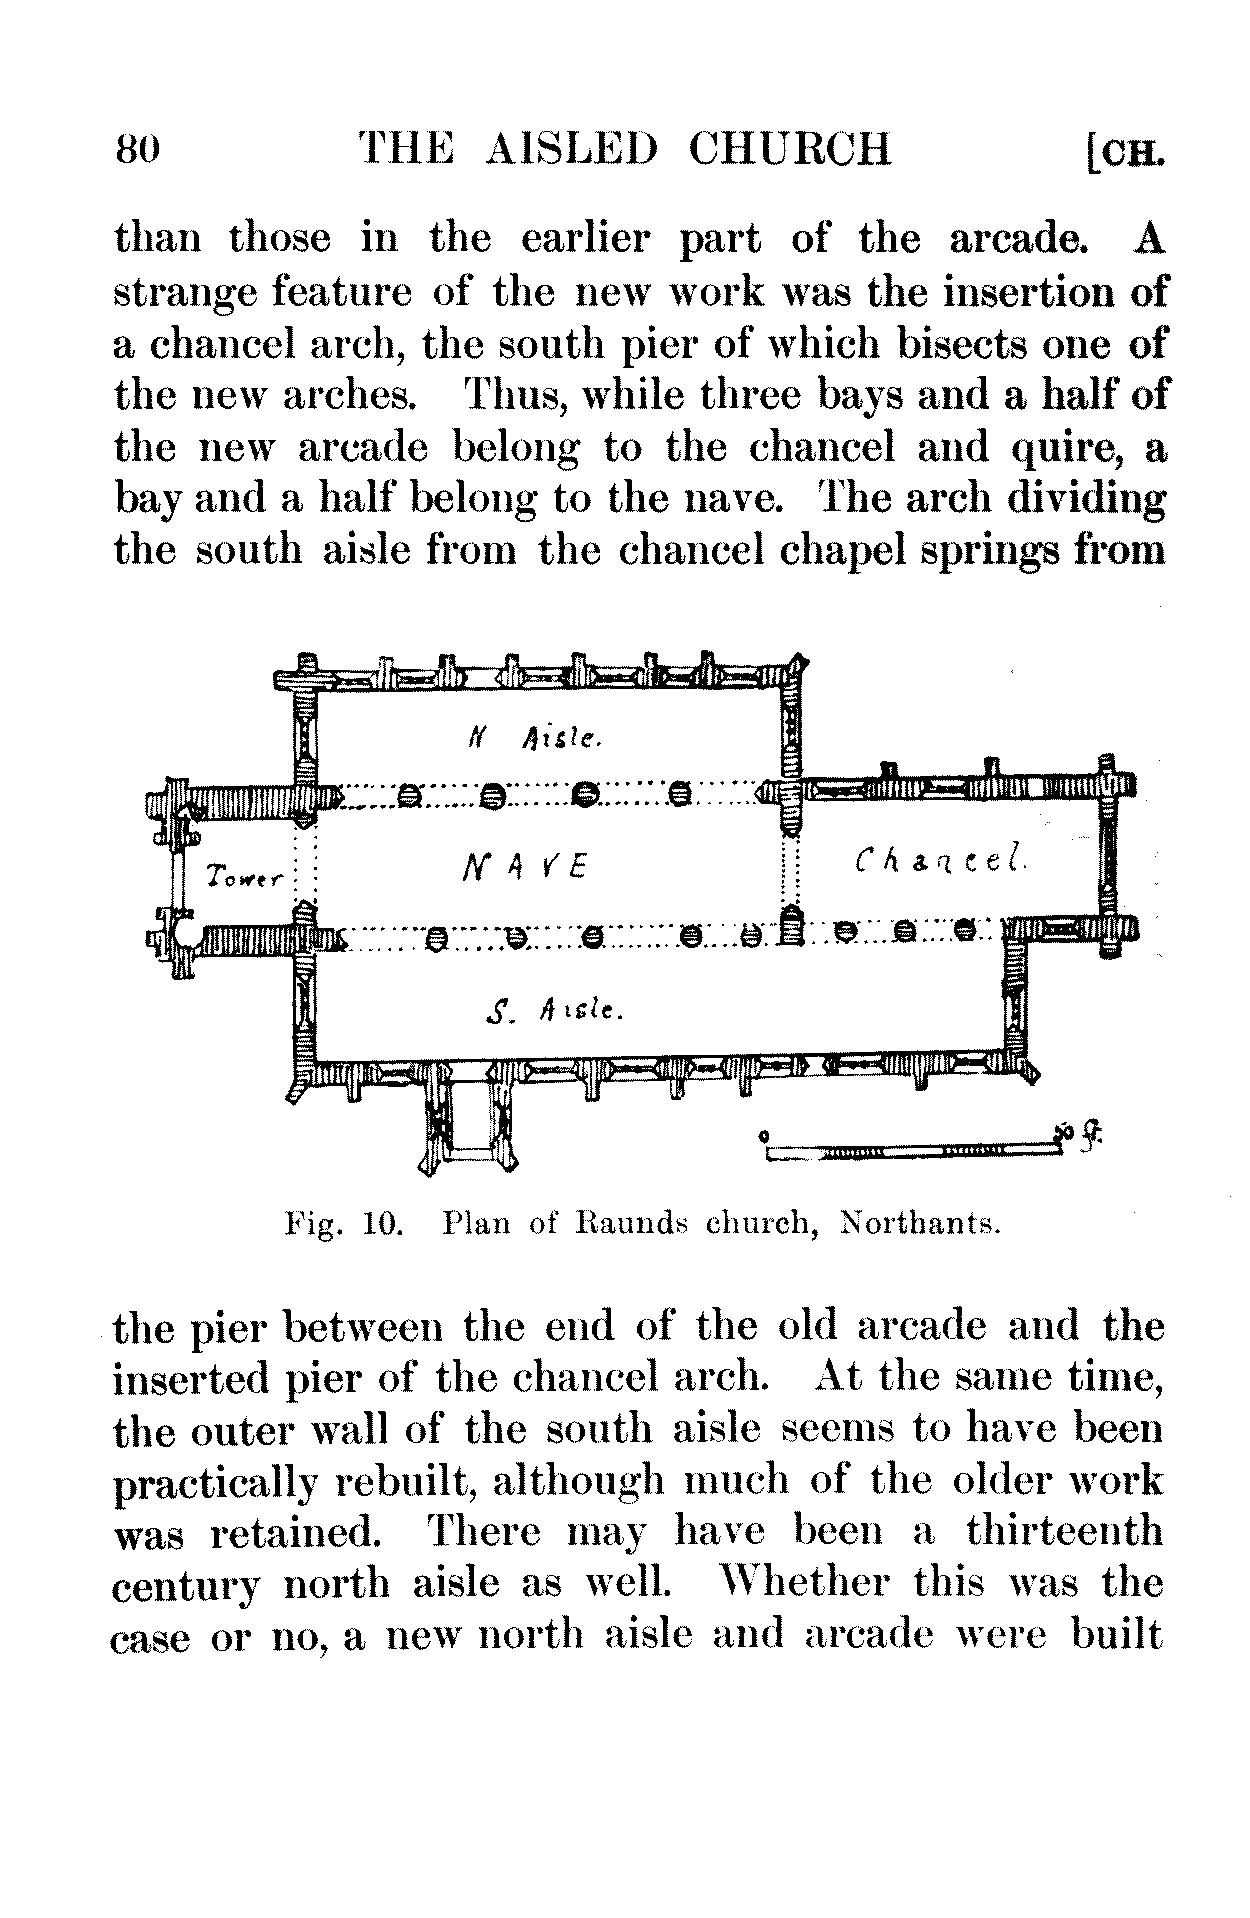 80 THE AISLED CHURCH [CH.
than those in the earlier part of the arcade. A
strange feature of the new work was the insertion of
a chancel arch, the south pier of which bisects one of
the new arches. Thus, while three bays and a half of
the new arcade belong to the chancel and quire, a
bay and a half belong to the nave. The arch dividing
the south aisle from the chancel chapel springs from
N Aisle.
Tower NAVE Chancel.
S. Aisle.
0 50 ft.
Fig. 10. Plan of Raunds church, Northants.
the pier between the end of the old arcade and the
inserted pier of the chancel arch. At the same time,
the outer wall of the south aisle seems to have been
practically rebuilt, although much of the older work
was retained. There may have been a thirteenth
century north aisle as well. Whether this was the
case or no, a new north aisle and arcade were built